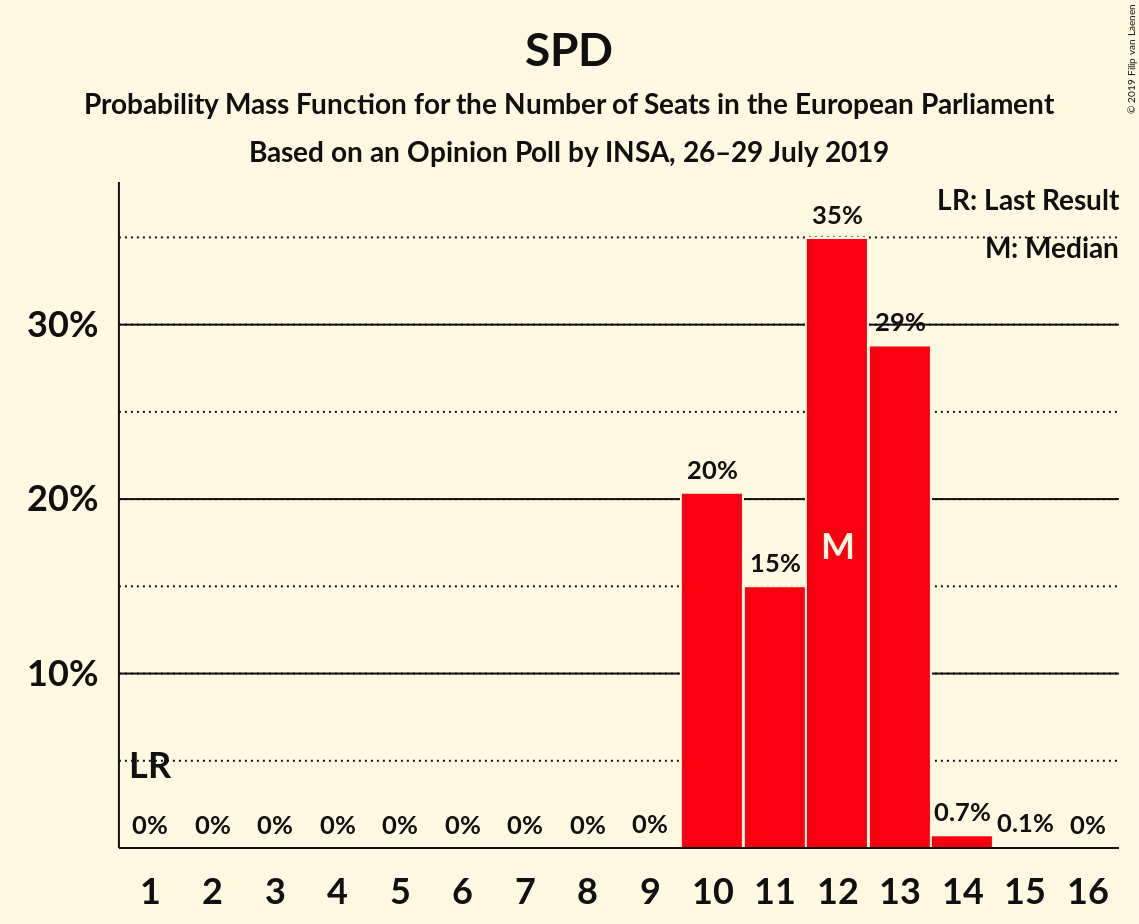 SPD
Probability Mass Function for the Number of Seats in the European Parliament
Based on an Opinion Poll by INSA, 26–29 July 2019
© 2019 Filip van Laenen
LR: Last Result
M: Median
35%
30%
29%
20%
20%
15%
M
10%
LR
0% 0% 0% 0% 0% 0% 0% 0% 0% 0.7% 0.1% 0%
1 2 3 4 5 6 7 8 9 10 11 12 13 14 15 16